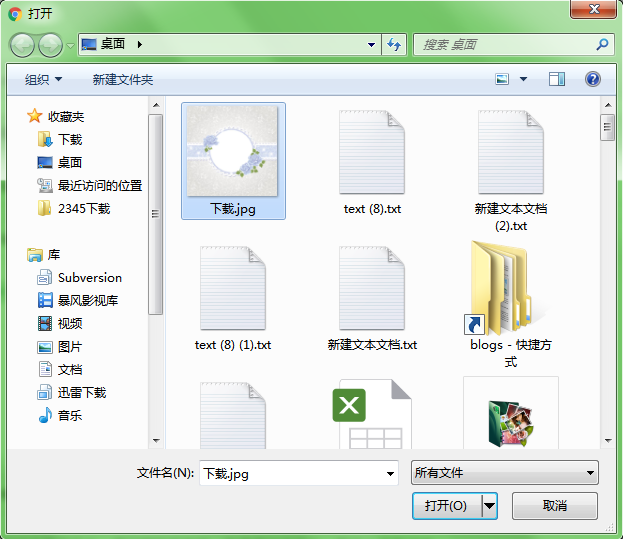 打开
桌面
搜索 桌面
组织
新建文件夹
收藏夹
下载
桌面
最近访问的位置
2345下载
库
Subversion
暴风影视库
视频
图片
文档
迅雷下载
音乐
下载.jpg
text (8).txt
新建文本文档
(2).txt
text (8) (1).txt
新建文本文档.txt
blogs - 快捷方
式
文件名(N):
下载.jpg
所有文件
打开(O)
取消